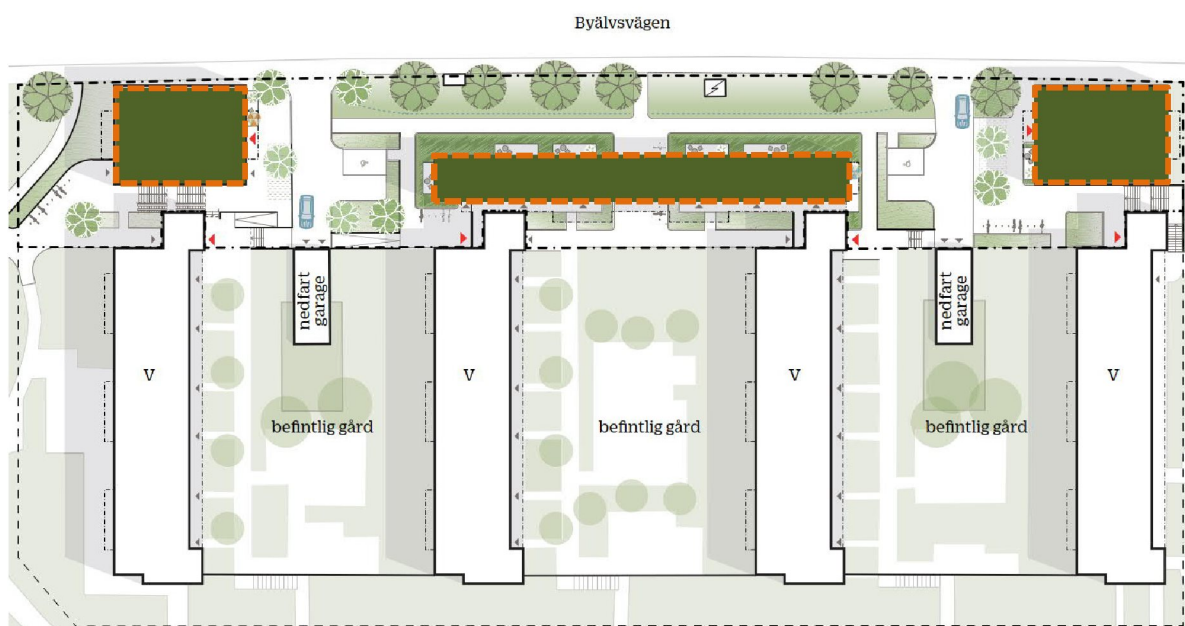 Byälvsvägen
nedfart
garage
nedfart
garage
V
V
V
V
befintlig gård
befintlig gård
befintlig gård